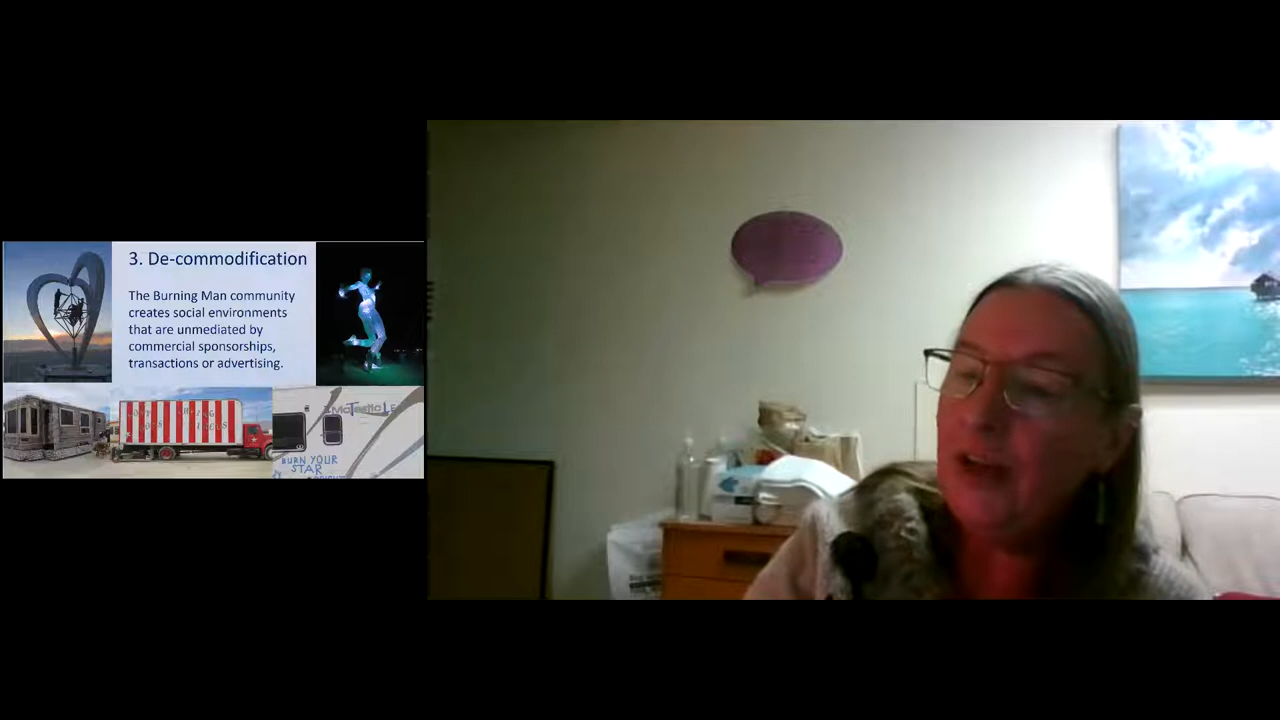 3. De-commodification
The Burning Man community
creates social environments
that are unmediated by
commercial sponsorships,
transactions or advertising.
BURN YOUR
STAR